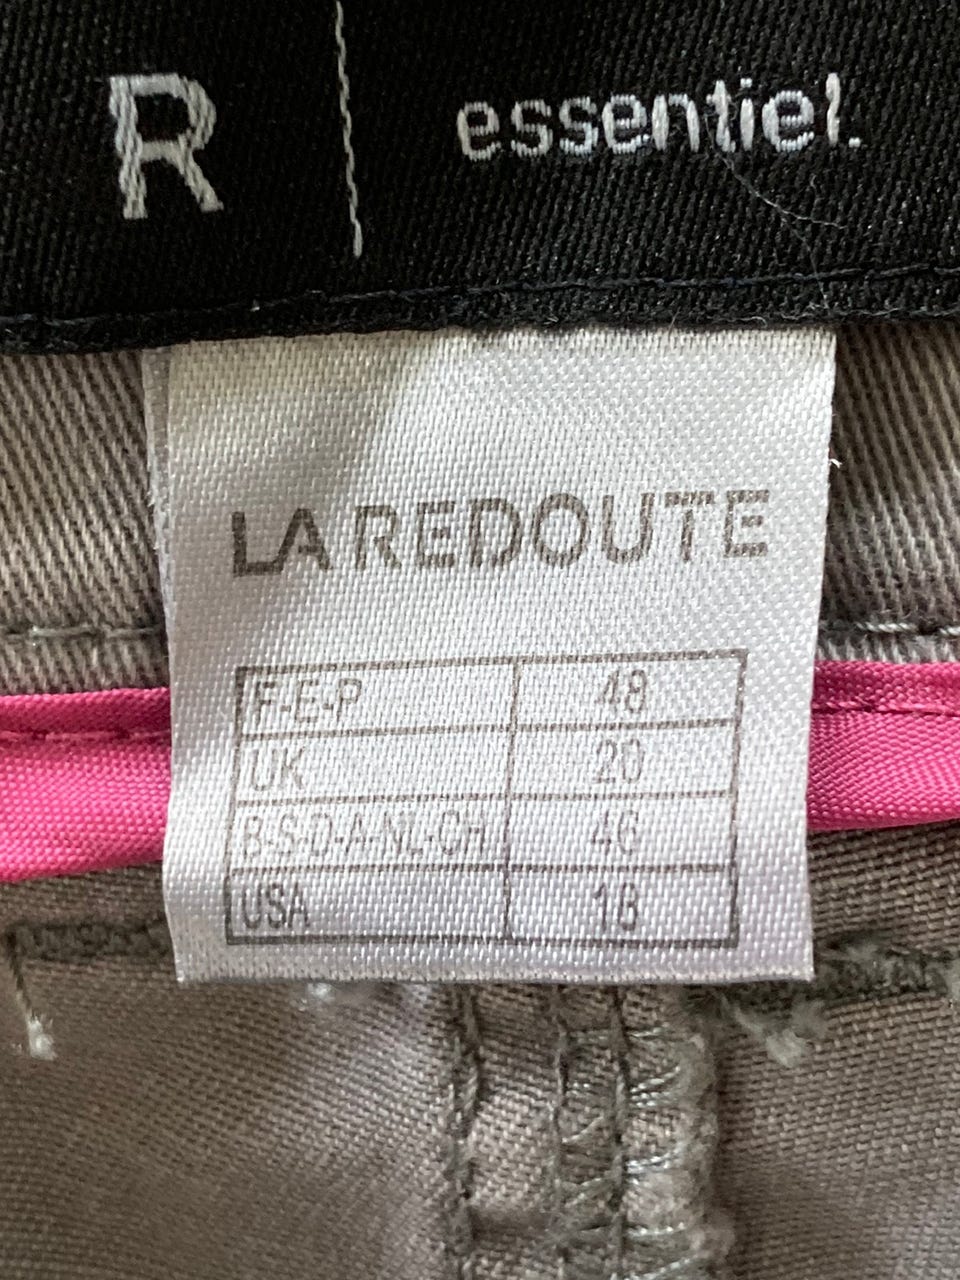 R essentiel.
LA REDOUTE
F-E-P 48
UK 20
B-S-D-A-NL-CH 46
USA 18